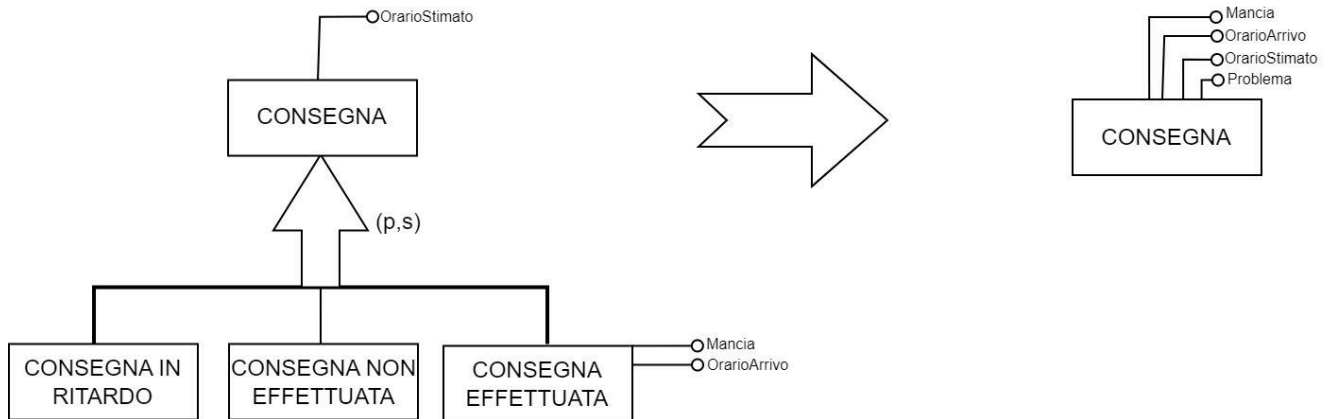 OrarioStimato
CONSEGNA
(p,s)
CONSEGNA IN
RITARDO
CONSEGNA NON
EFFETTUATA
CONSEGNA
EFFETTUATA
Mancia
OrarioArrivo
Mancia
OrarioArrivo
OrarioStimato
Problema
CONSEGNA